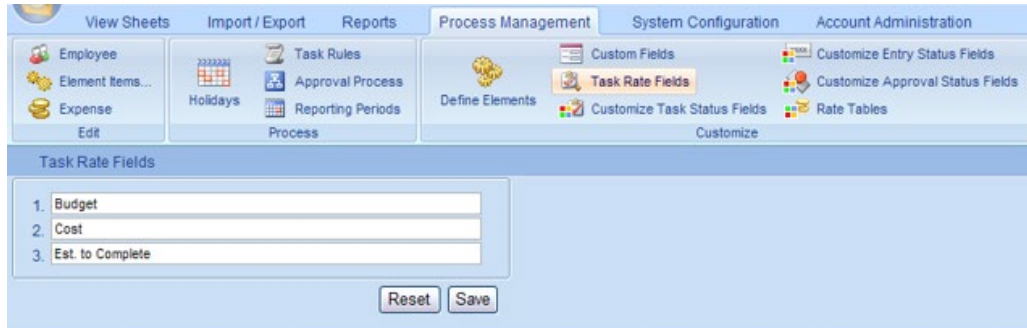 View Sheets Import / Export Reports Process Management System Configuration Account Administration
Employee Task Rules Custom Fields Customize Entry Status Fields
Element Items... Approval Process Task Rate Fields Customize Approval Status Fields
Holidays Define Elements
Expense Reporting Periods Customize Task Status Fields Rate Tables
Edit Process Customize
Task Rate Fields
1. Budget
2. Cost
3. Est. to Complete
Reset Save